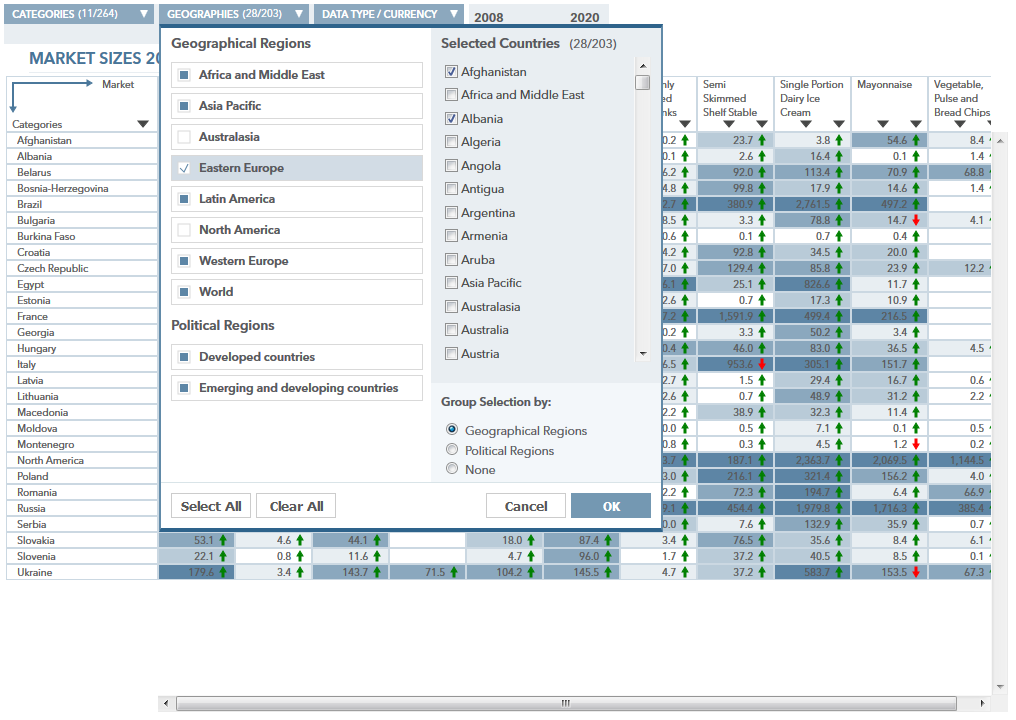 CATEGORIES (11/264) GEOGRAPHIES (28/203) DATA TYPE / CURRENCY 2008 2020
MARKET SIZES 20
Geographical Regions
Africa and Middle East
Asia Pacific
Australasia
Eastern Europe
Latin America
North America
Western Europe
World
Political Regions
Developed countries
Emerging and developing countries
Selected Countries (28/203)
Afghanistan
Africa and Middle East
Albania
Algeria
Angola
Antigua
Argentina
Armenia
Aruba
Asia Pacific
Australasia
Australia
Austria
Group Selection by:
Geographical Regions
Political Regions
None
Select All Clear All Cancel OK
Market
Categories
nly
ed
nks
Semi
Skimmed
Shelf Stable
Single Portion
Dairy Ice
Cream
Mayonnaise
Vegetable,
Pulse and
Bread Chips
Afghanistan 0.2 23.7 3.8 54.6 8.4
Albania 0.1 2.6 16.4 0.1 1.4
Belarus 6.2 92.0 113.4 70.9 68.8
Bosnia-Herzegovina 4.8 99.8 17.9 14.6 1.4
Brazil 2.7 380.9 2,761.5 497.2
Bulgaria 8.5 3.3 78.8 14.7 4.1
Burkina Faso 0.6 0.1 0.7 0.4
Croatia 4.2 92.8 34.5 20.0
Czech Republic 7.0 129.4 85.8 23.9 12.2
Egypt 6.1 25.1 826.6 11.7
Estonia 2.6 0.7 17.3 10.9
France 7.2 1,591.9 499.4 216.5
Georgia 0.2 3.3 50.2 3.4
Hungary 0.4 46.0 83.0 36.5 4.5
Italy 6.5 953.6 305.1 151.7
Latvia 2.7 1.5 29.4 16.7 0.6
Lithuania 2.6 0.7 48.9 31.2 2.2
Macedonia 2.2 38.9 32.3 11.4
Moldova 0.0 0.5 7.1 0.1 0.5
Montenegro 0.8 0.3 4.5 1.2 0.2
North America 3.7 187.1 2,363.7 2,069.5 1,144.5
Poland 3.0 216.1 321.4 156.2 4.0
Romania 2.2 72.3 194.7 6.4 66.9
Russia 9.1 454.4 1,979.8 1,716.3 385.4
Serbia 0.0 7.6 132.9 35.9 0.7
Slovakia 53.1 4.6 44.1 18.0 87.4 3.4 76.5 35.6 8.4 6.1
Slovenia 22.1 0.8 11.6 4.7 96.0 1.7 37.2 40.5 8.5 0.1
Ukraine 179.6 3.4 143.7 71.5 104.2 145.5 4.7 37.2 583.7 153.5 67.3